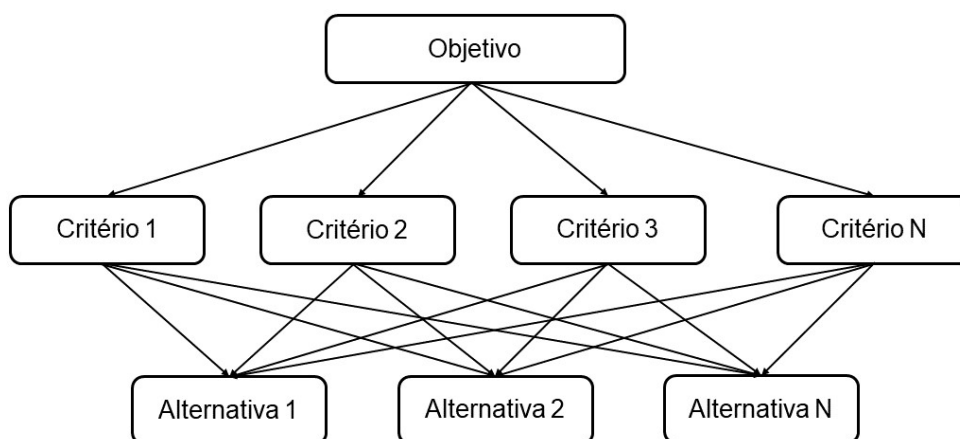 Objetivo
Critério 1
Critério 2
Critério 3
Critério N
Alternativa 1
Alternativa 2
Alternativa N